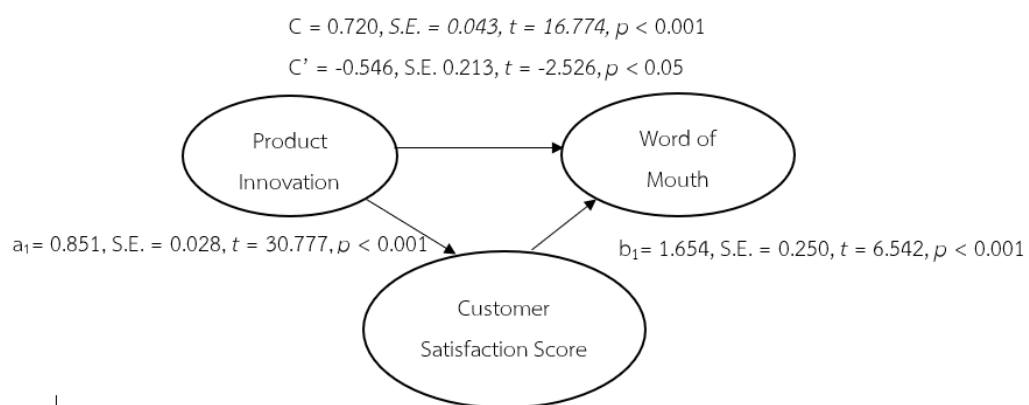 C = 0.720, S.E. = 0.043, t = 16.774, p < 0.001
C’ = -0.546, S.E. 0.213, t = -2.526, p < 0.05
Product
Innovation
Word of
Mouth
a₁= 0.851, S.E. = 0.028, t = 30.777, p < 0.001
b₁= 1.654, S.E. = 0.250, t = 6.542, p < 0.001
Customer
Satisfaction Score